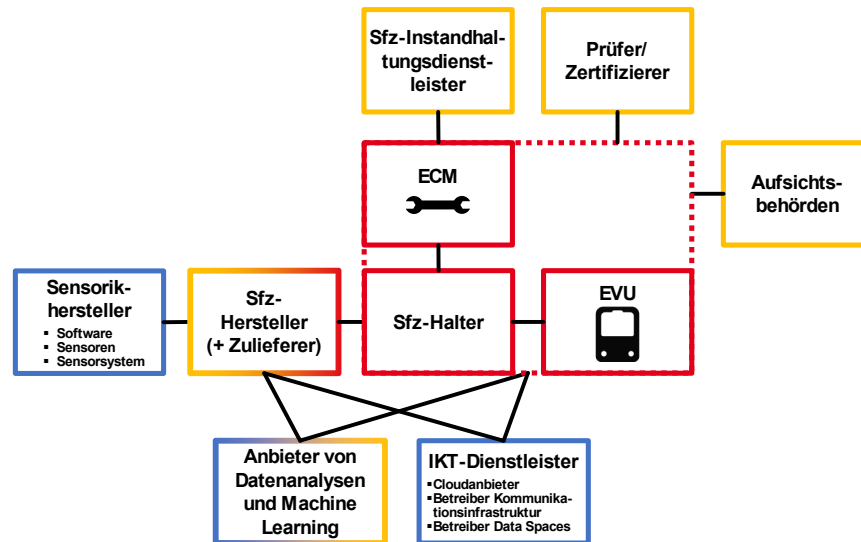 Sfz-Instandhal-
tungsdienst-
leister
Prüfer/
Zertifizierer
ECM
Aufsichts-
behörden
Sensorik-
hersteller
▪ Software
▪ Sensoren
▪ Sensorsystem
Sfz-
Hersteller
(+ Zulieferer)
Sfz-Halter
EVU
Anbieter von
Datenanalysen
und Machine
Learning
IKT-Dienstleister
▪ Cloudanbieter
▪ Betreiber Kommunika-
tionsinfrastruktur
▪ Betreiber Data Spaces